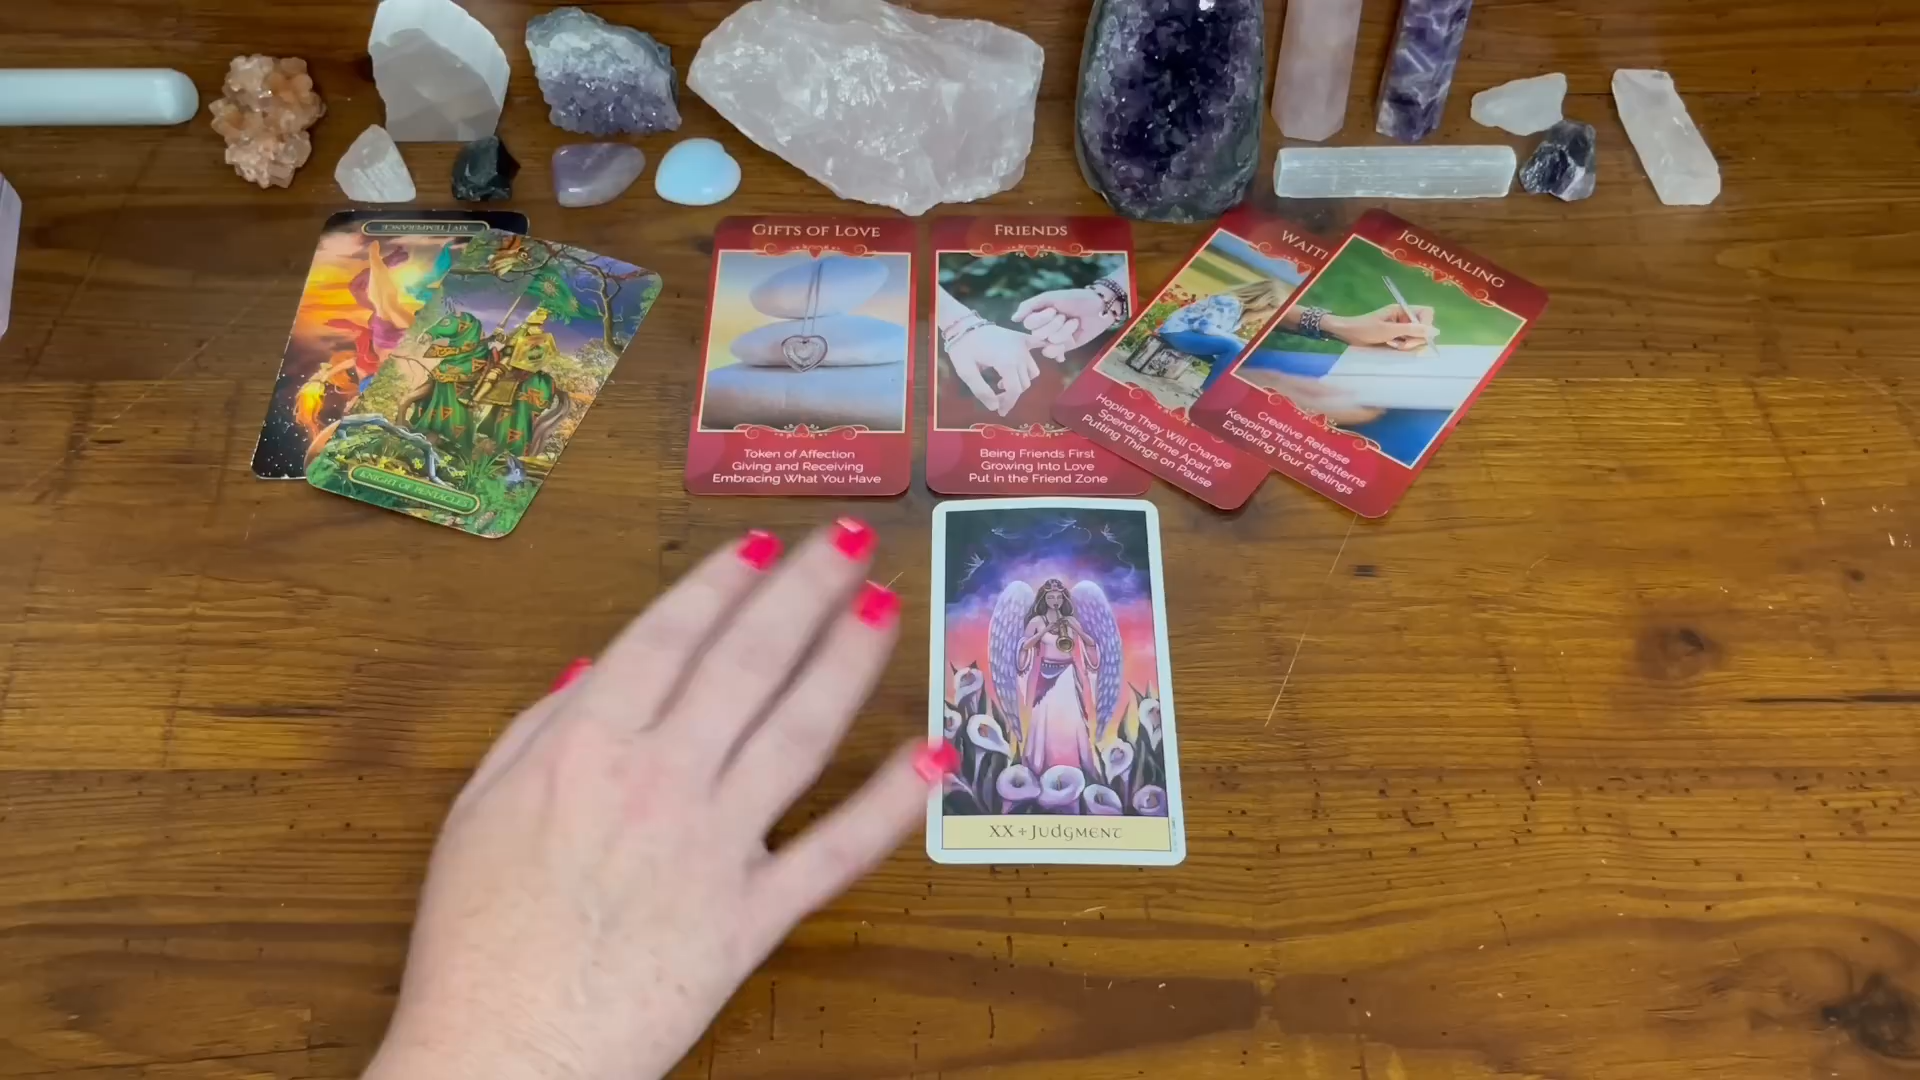 XIV | TEMPERANCE
KNIGHT OF PENTACLES
GIFTS OF LOVE
Token of Affection
Giving and Receiving
Embracing What You Have
FRIENDS
Being Friends First
Growing Into Love
Put in the Friend Zone
WAITI
Hoping They Will Change
Spending Time Apart
Putting Things on Pause
JOURNALING
Creative Release
Keeping Track of Patterns
Exploring Your Feelings
XX + JUDGMENT